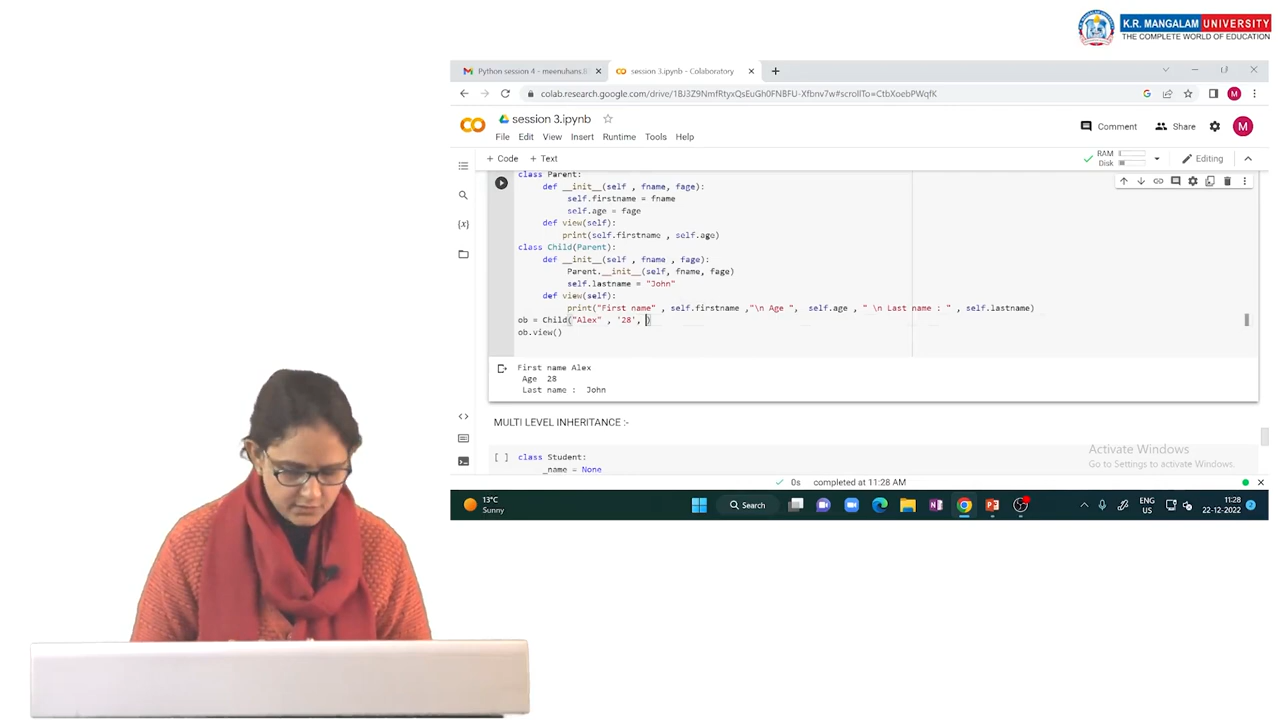 K.R. MANGALAM UNIVERSITY
THE COMPLETE WORLD OF EDUCATION
Python session 4 - meenuhans.8
session 3.ipynb - Colaboratory
colab.research.google.com/drive/1BJ3Z9NmfRtyxQsEuGh0FNBFU-Xfbnv7w#scrollTo=CtbXoebPWqfK
M
session 3.ipynb
File Edit View Insert Runtime Tools Help
Comment Share M
+ Code + Text
RAM
Disk
Editing
class Parent:
def __init__(self , fname, fage):
self.firstname = fname
self.age = fage
def view(self):
print(self.firstname , self.age)
class Child(Parent):
def __init__(self , fname , fage):
Parent.__init__(self, fname, fage)
self.lastname = "John"
def view(self):
print("First name" , self.firstname ,"\n Age ", self.age , " \n Last name : " , self.lastname)
ob = Child("Alex" , '28', )
ob.view()
First name Alex
Age 28
Last name : John
MULTI LEVEL INHERITANCE :-
[ ] class Student:
_name = None
Activate Windows
Go to Settings to activate Windows.
0s completed at 11:28 AM
13°C
Sunny
Search
ENG
US
11:28
22-12-2022